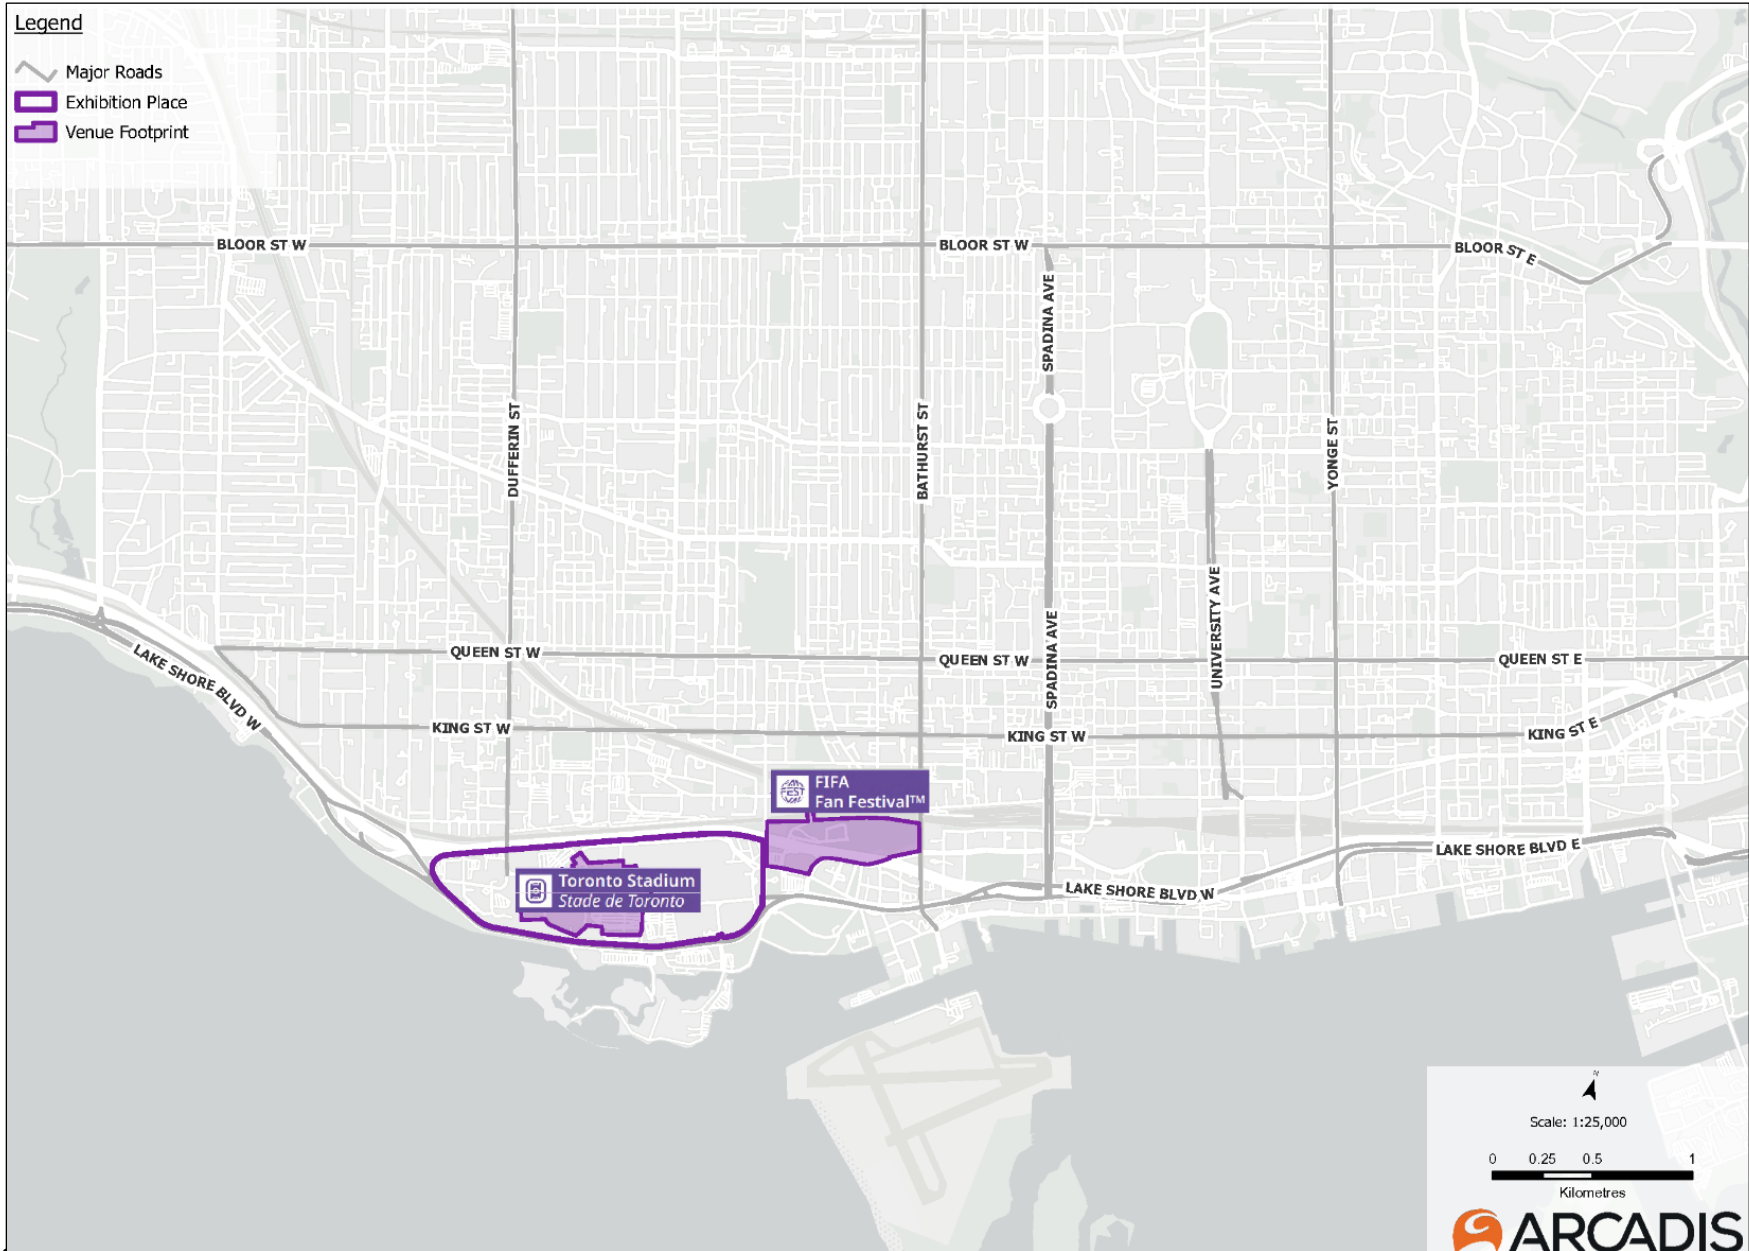 Legend
Major Roads
Exhibition Place
Venue Footprint
BLOOR ST W
BLOOR ST W
BLOOR ST E
SPADINA AVE
DUFFERIN ST
BATHURST ST
YONGE ST
UNIVERSITY AVE
SPADINA AVE
QUEEN ST W
QUEEN ST W
QUEEN ST E
LAKE SHORE BLVD W
KING ST W
KING ST W
KING ST E
FIFA
Fan Festival™
FAN
FEST
LAKE SHORE BLVD E
Toronto Stadium
Stade de Toronto
LAKE SHORE BLVD W
N
Scale: 1:25,000
0 0.25 0.5 1
Kilometres
ARCADIS